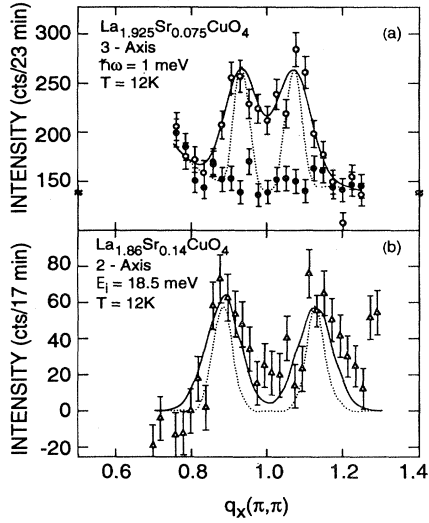 La1.925Sr0.075CuO4 (a)
3 - Axis
ħω = 1 meV
T = 12K
INTENSITY (cts/23 min)
300
250
200
150
100
La1.86Sr0.14CuO4 (b)
2 - Axis
Ei = 18.5 meV
T = 12K
INTENSITY (cts/17 min)
80
60
40
20
0
-20
0.6 0.8 1.0 1.2 1.4
qx(π,π)